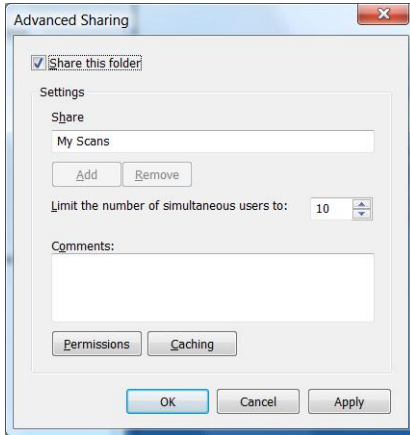 Advanced Sharing
Share this folder
Settings
Share
My Scans
Add Remove
Limit the number of simultaneous users to: 10
Comments:
Permissions Caching
OK Cancel Apply